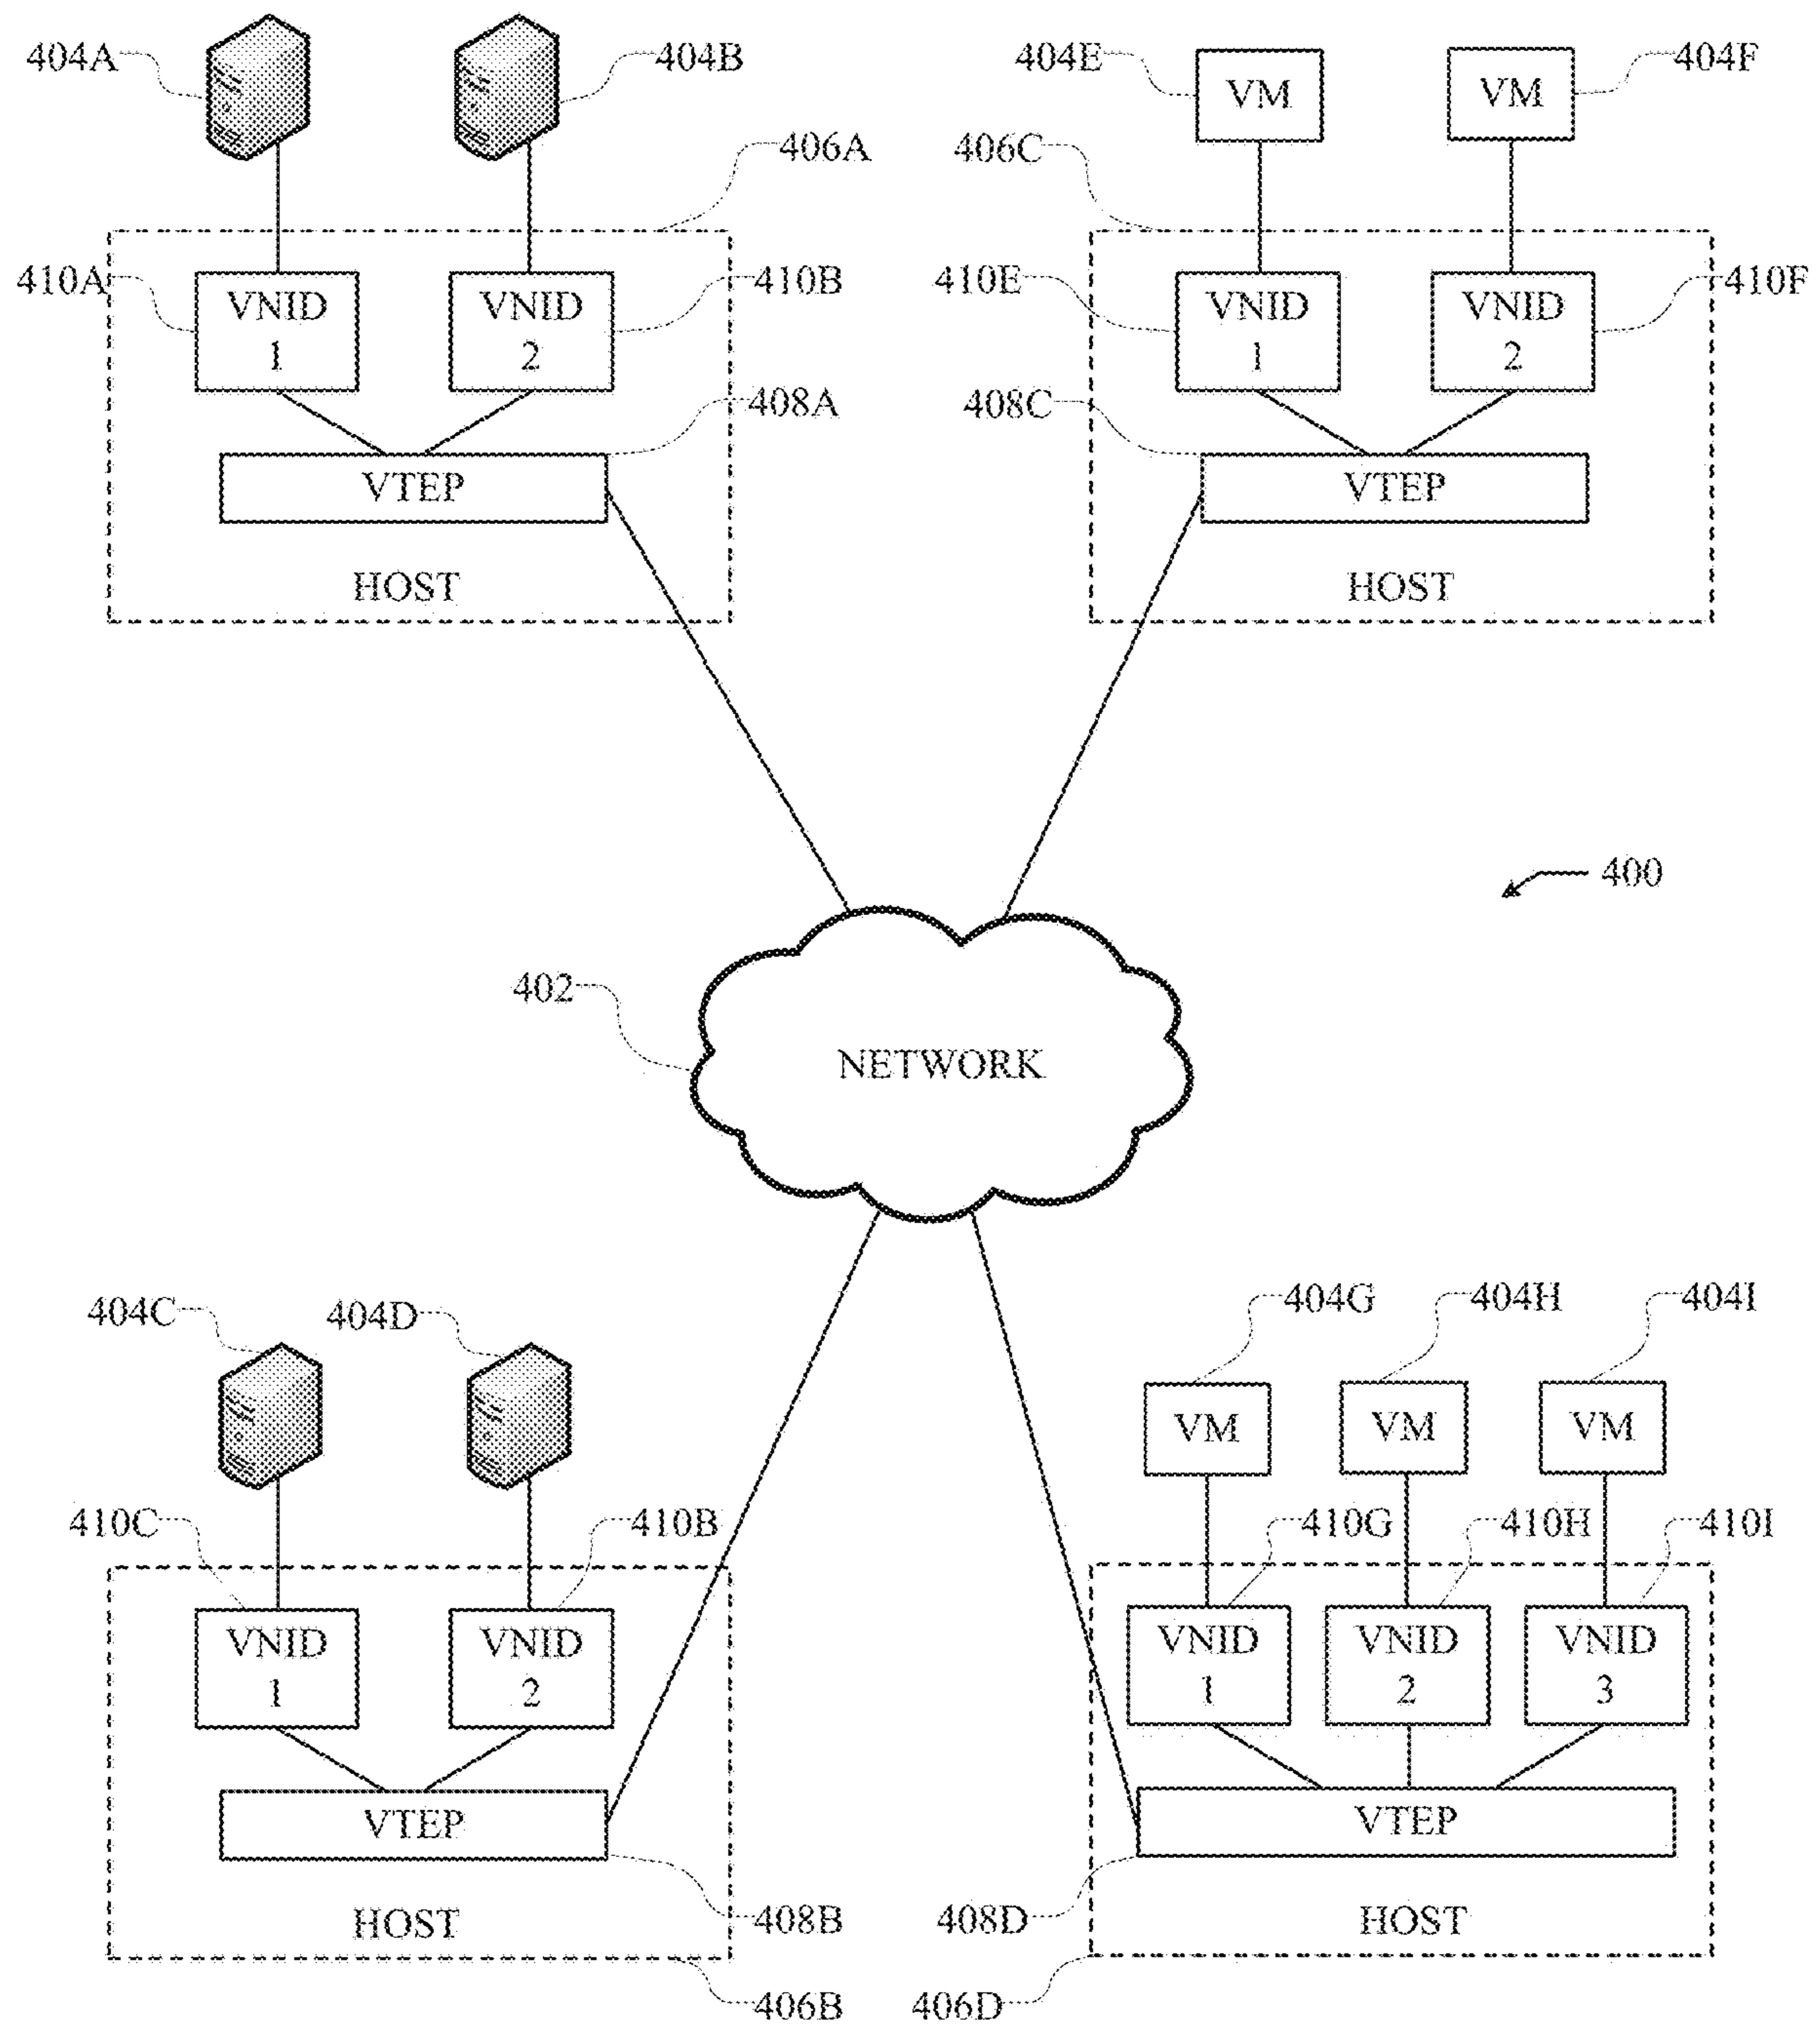 404A
404B
404E
VM
404F
VM
406A
406C
410A
VNID
1
VNID
2
410B
410E
VNID
1
VNID
2
410F
408A
408C
VTEP
VTEP
HOST
HOST
400
402
NETWORK
404C
404D
404G
404H
404I
VM
VM
VM
410C
410B
410G
410H
410I
VNID
1
VNID
2
VNID
1
VNID
2
VNID
3
VTEP
VTEP
HOST
408B
408D
HOST
406B
406D